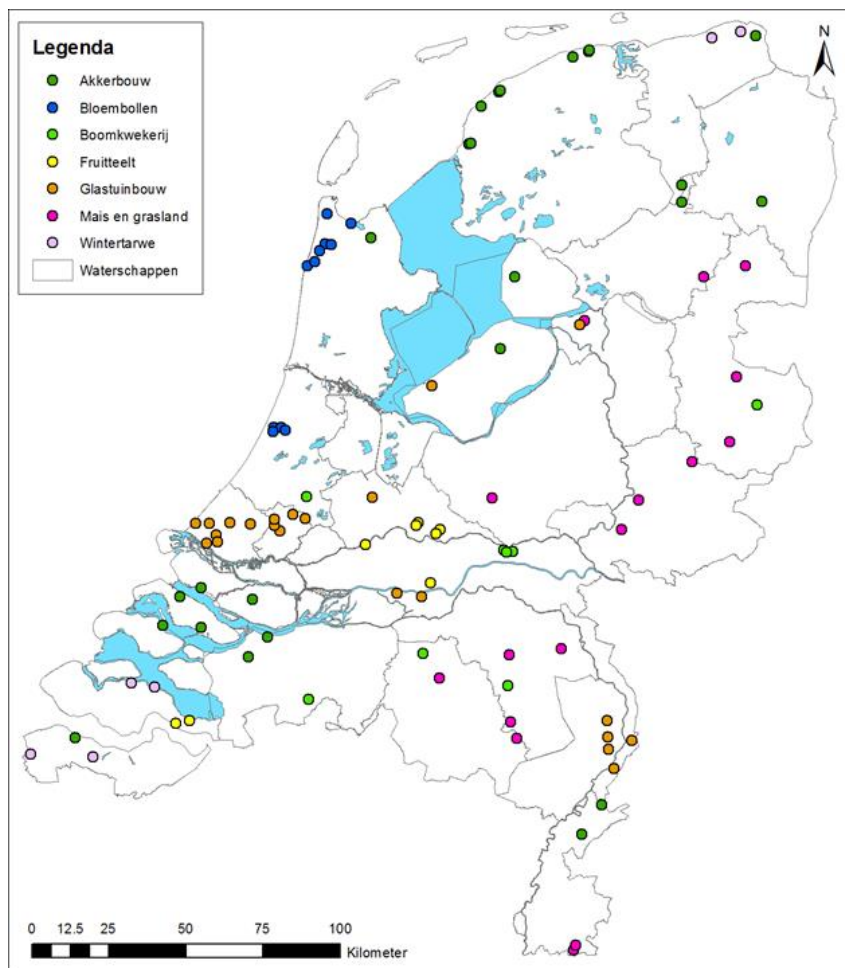 N
Legenda
Akkerbouw
Bloembollen
Boomkwekerij
Fruitteelt
Glastuinbouw
Mais en grasland
Wintertarwe
Waterschappen
0 12.5 25 50 75 100
Kilometer